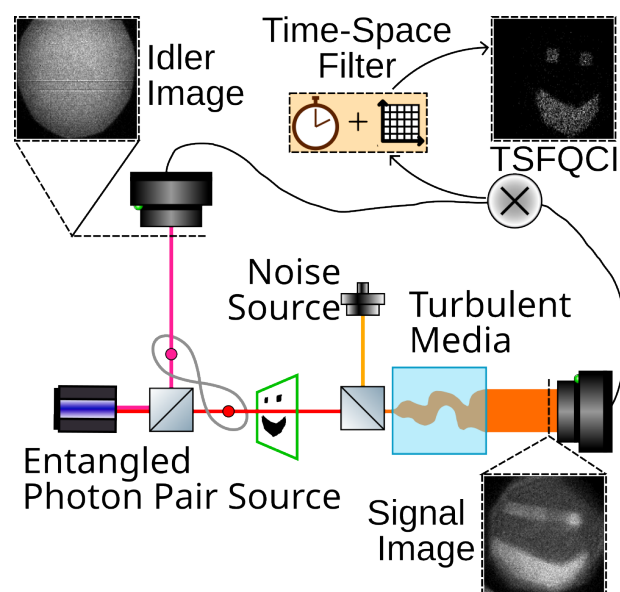 Idler
Image
Time-Space
Filter
+
TSFQCI
Noise
Source
Turbulent
Media
Entangled
Photon Pair Source
Signal
Image